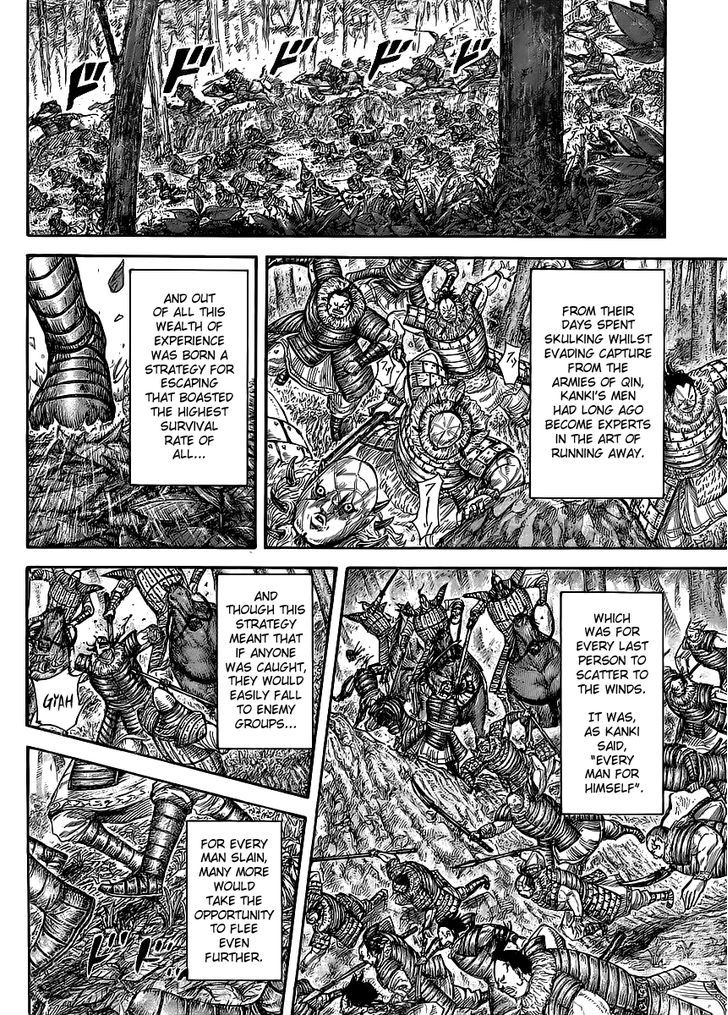 ド ド ド ド
FROM THEIR
DAYS SPENT
SKULKING WHILST
EVADING CAPTURE
FROM THE
ARMIES OF QIN,
KANKI'S MEN
HAD LONG AGO
BECOME EXPERTS
IN THE ART OF
RUNNING AWAY.
AND OUT
OF ALL THIS
WEALTH OF
EXPERIENCE
WAS BORN A
STRATEGY FOR
ESCAPING
THAT BOASTED
THE HIGHEST
SURVIVAL
RATE OF
ALL...
WHICH
WAS FOR
EVERY LAST
PERSON TO
SCATTER TO
THE WINDS.
IT WAS,
AS KANKI
SAID,
"EVERY
MAN FOR
HIMSELF".
AND
THOUGH THIS
STRATEGY
MEANT THAT
IF ANYONE
WAS CAUGHT,
THEY WOULD
EASILY FALL
TO ENEMY
GROUPS...
GYAH
FOR EVERY
MAN SLAIN,
MANY MORE
WOULD
TAKE THE
OPPORTUNITY
TO FLEE
EVEN
FURTHER.
ド ド